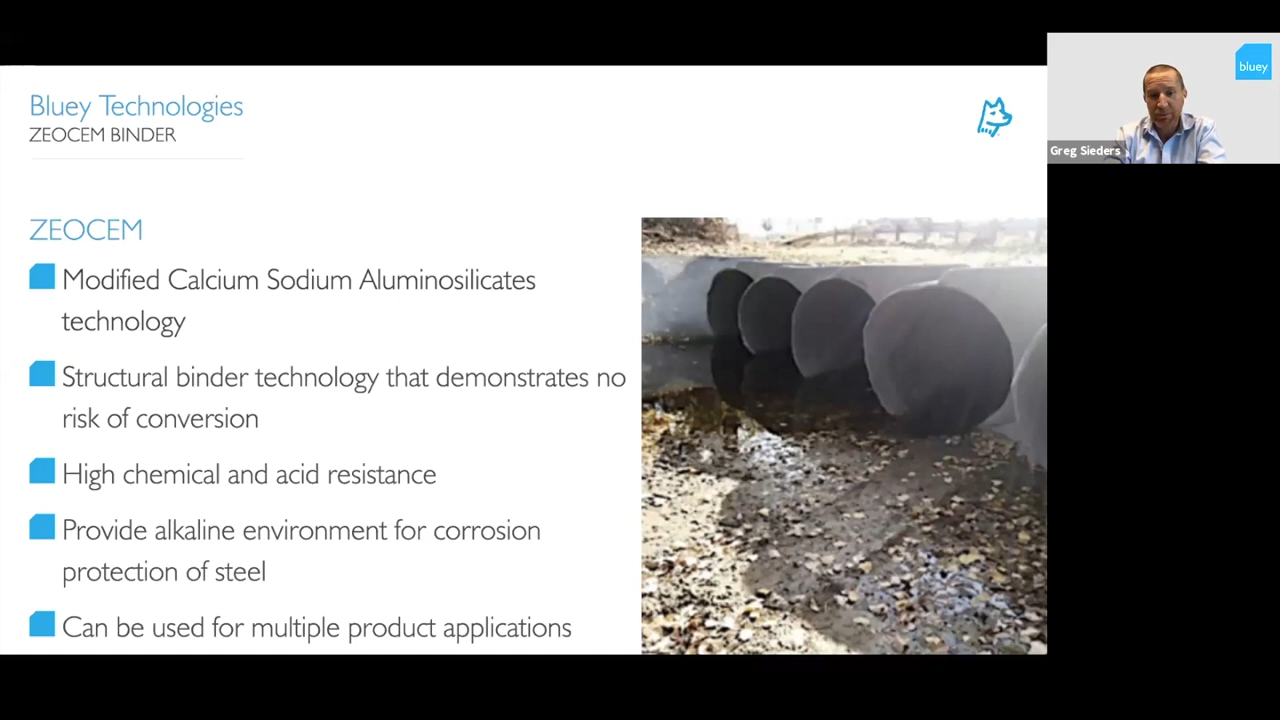 Bluey Technologies
ZEOCEM BINDER
ZEOCEM
Modified Calcium Sodium Aluminosilicates
technology
Structural binder technology that demonstrates no
risk of conversion
High chemical and acid resistance
Provide alkaline environment for corrosion
protection of steel
Can be used for multiple product applications
bluey
Greg Sieders